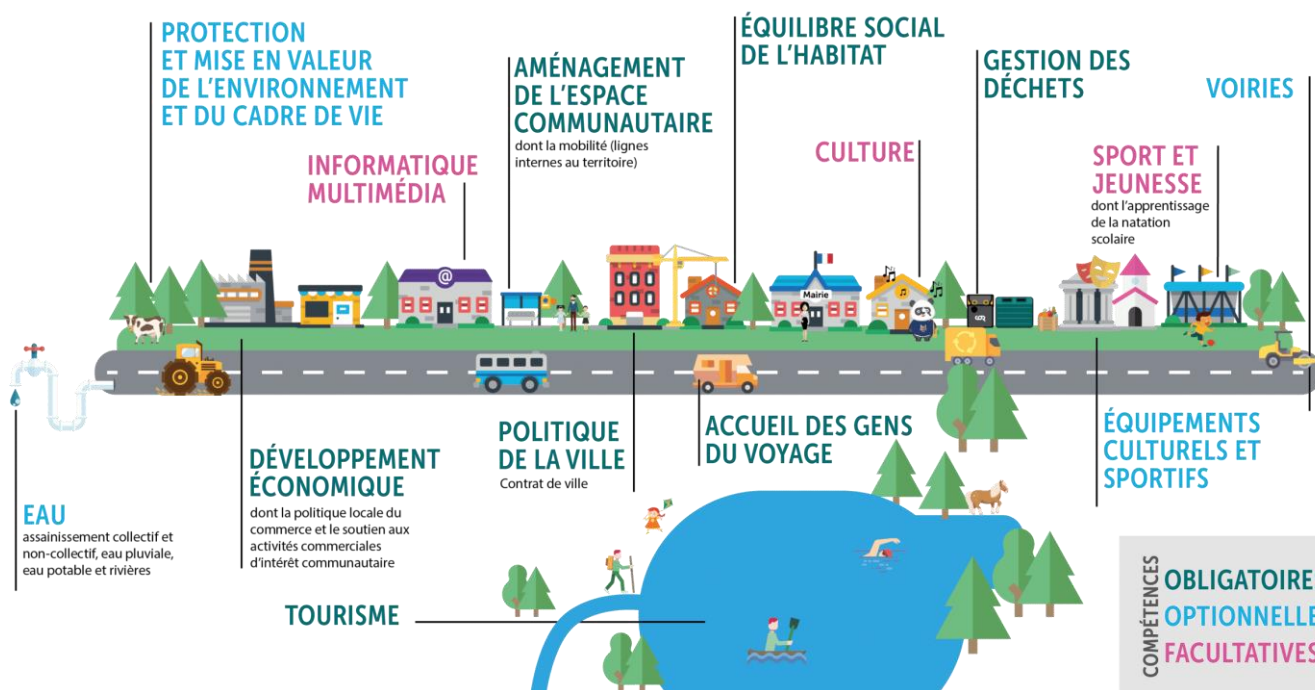 PROTECTION
ET MISE EN VALEUR
DE L'ENVIRONNEMENT
ET DU CADRE DE VIE
INFORMATIQUE
MULTIMÉDIA
AMÉNAGEMENT
DE L'ESPACE
COMMUNAUTAIRE
dont la mobilité (lignes
internes au territoire)
ÉQUILIBRE SOCIAL
DE L'HABITAT
CULTURE
GESTION DES
DÉCHETS
SPORT ET
JEUNESSE
dont l'apprentissage
de la natation
scolaire
VOIRIES
@
Mairie
EAU
assainissement collectif et
non-collectif, eau pluviale,
eau potable et rivières
DÉVELOPPEMENT
ÉCONOMIQUE
dont la politique locale du
commerce et le soutien aux
activités commerciales
d'intérêt communautaire
POLITIQUE
DE LA VILLE
Contrat de ville
ACCUEIL DES GENS
DU VOYAGE
ÉQUIPEMENTS
CULTURELS ET
SPORTIFS
TOURISME
COMPÉTENCES
OBLIGATOIRE
OPTIONNELLE
FACULTATIVES